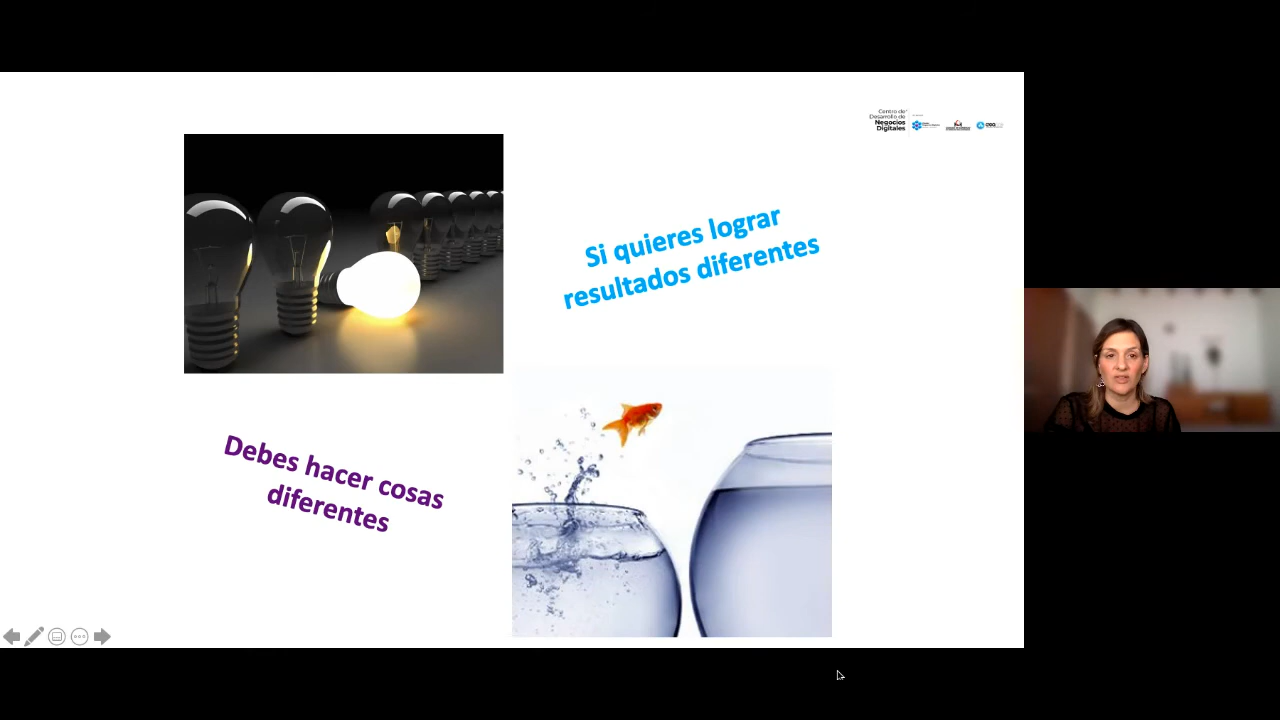 Centro de
Desarrollo de
Negocios
Digitales
Si quieres lograr
resultados diferentes
Debes hacer cosas
diferentes